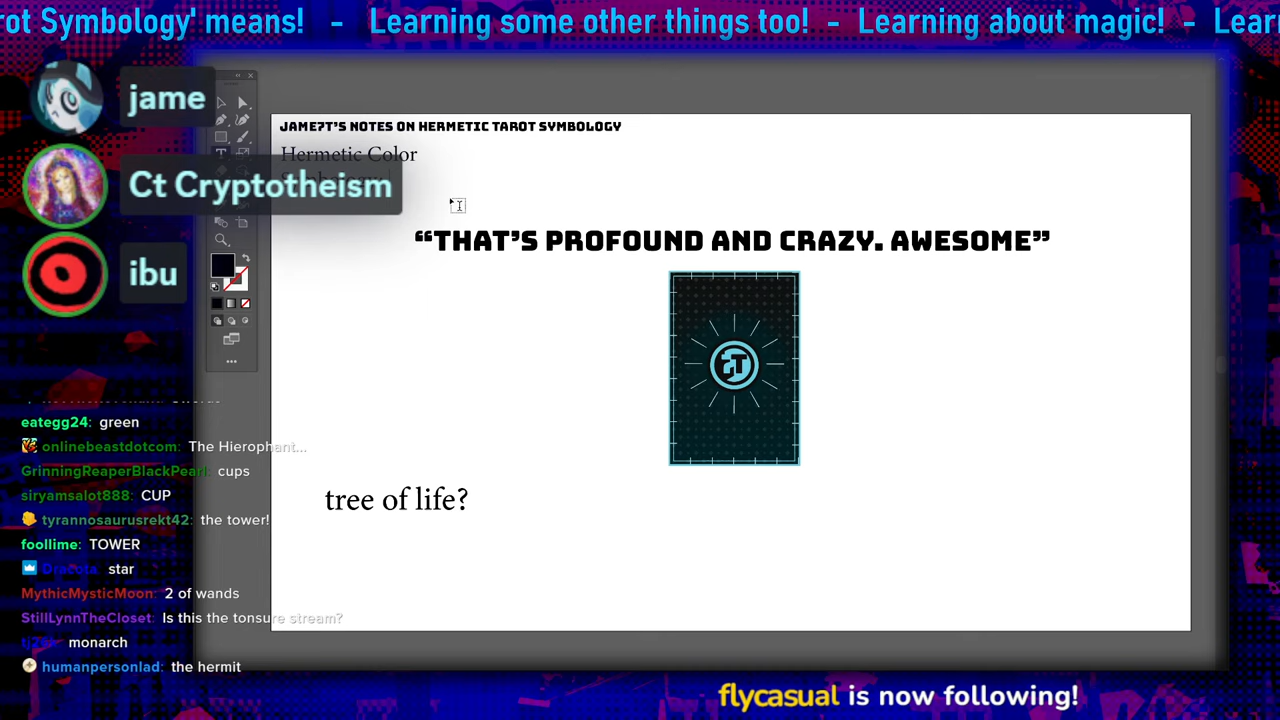 rot Symbology' means! - Learning some other things too! - Learning about magic! - Lear
jame
Ct Cryptotheism
ibu
JAME7T'S NOTES ON HERMETIC TAROT SYMBOLOGY
Hermetic Color
"THAT'S PROFOUND AND CRAZY. AWESOME"
7T
tree of life?
eategg24: green
onlinebeastdotcom: The Hierophant...
GrinningReaperBlackPearl: cups
siryamsalot888: CUP
tyrannosaurusrekt42: the tower!
foollime: TOWER
Dracota star
MythicMysticMoon: 2 of wands
StillLynnTheCloset: Is this the tonsure stream?
monarch
humanpersonlad: the hermit
flycasual is now following!